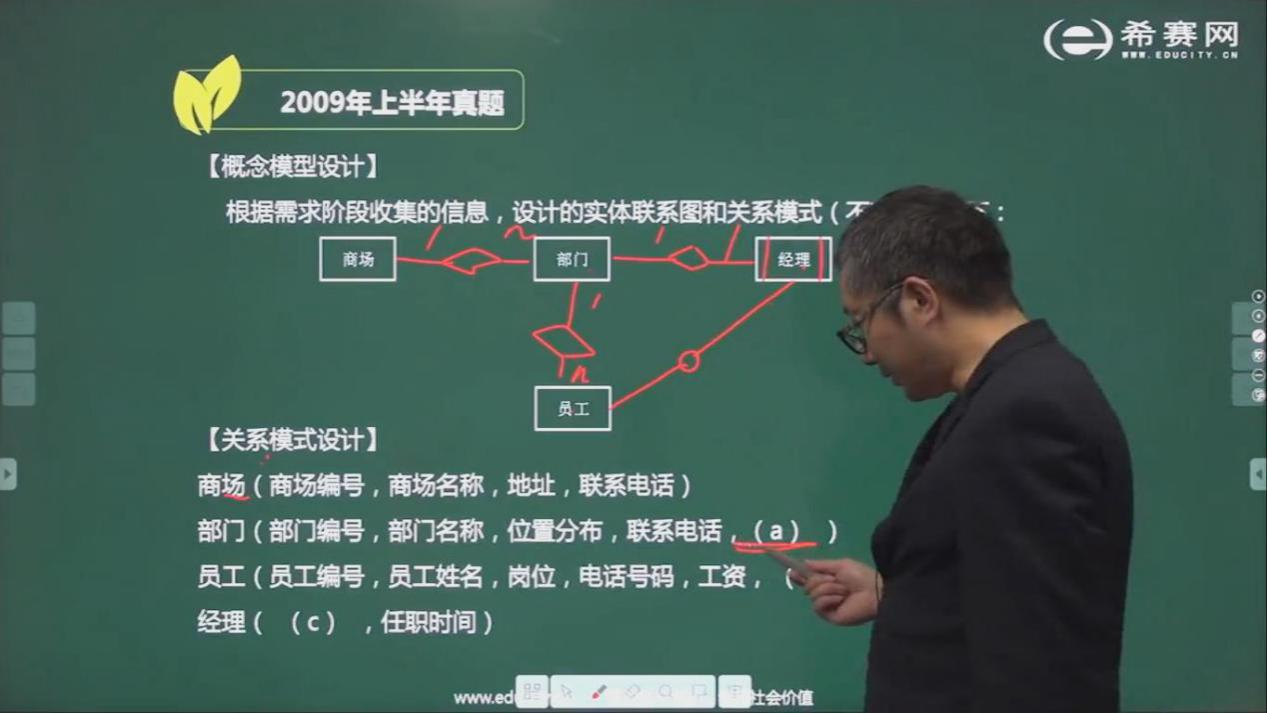 希赛网
WWW.EDUCITY.CN
2009年上半年真题
【概念模型设计】
根据需求阶段收集的信息，设计的实体联系图和关系模式（不
商场 1 n 部门 1 1 经理
1
n
员工
【关系模式设计】
商场（商场编号，商场名称，地址，联系电话）
部门（部门编号，部门名称，位置分布，联系电话，（a） ）
员工（员工编号，员工姓名，岗位，电话号码，工资，（
经理（ （c） ，任职时间）
www.ed
社会价值